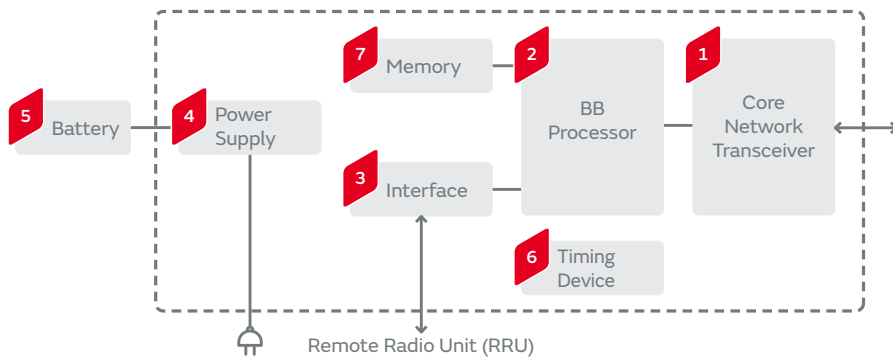 7
Memory
2
BB
Processor
1
Core
Network
Transceiver
5
Battery
4
Power
Supply
3
Interface
6
Timing
Device
Remote Radio Unit (RRU)